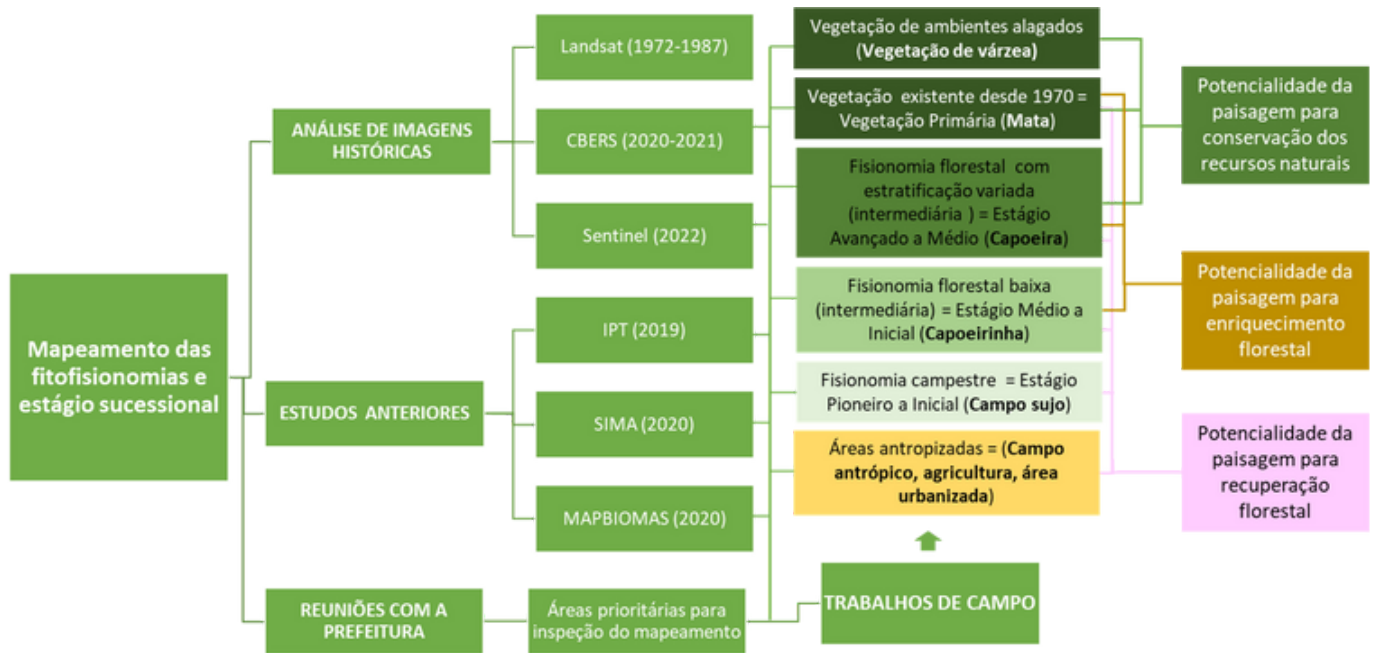 Mapeamento das
fitofisionomias e
estágio sucessional
ANÁLISE DE IMAGENS
HISTÓRICAS
ESTUDOS ANTERIORES
REUNIÕES COM A
PREFEITURA
Landsat (1972-1987)
CBERS (2020-2021)
Sentinel (2022)
IPT (2019)
SIMA (2020)
MAPBIOMAS (2020)
Áreas prioritárias para
inspeção do mapeamento
Vegetação de ambientes alagados
(Vegetação de várzea)
Vegetação existente desde 1970 =
Vegetação Primária (Mata)
Fisionomia florestal com
estratificação variada
(intermediária ) = Estágio
Avançado a Médio (Capoeira)
Fisionomia florestal baixa
(intermediária) = Estágio Médio a
Inicial (Capoeirinha)
Fisionomia campestre = Estágio
Pioneiro a Inicial (Campo sujo)
Áreas antropizadas = (Campo
antrópico, agricultura, área
urbanizada)
TRABALHOS DE CAMPO
Potencialidade da
paisagem para
conservação dos
recursos naturais
Potencialidade da
paisagem para
enriquecimento
florestal
Potencialidade da
paisagem para
recuperação
florestal